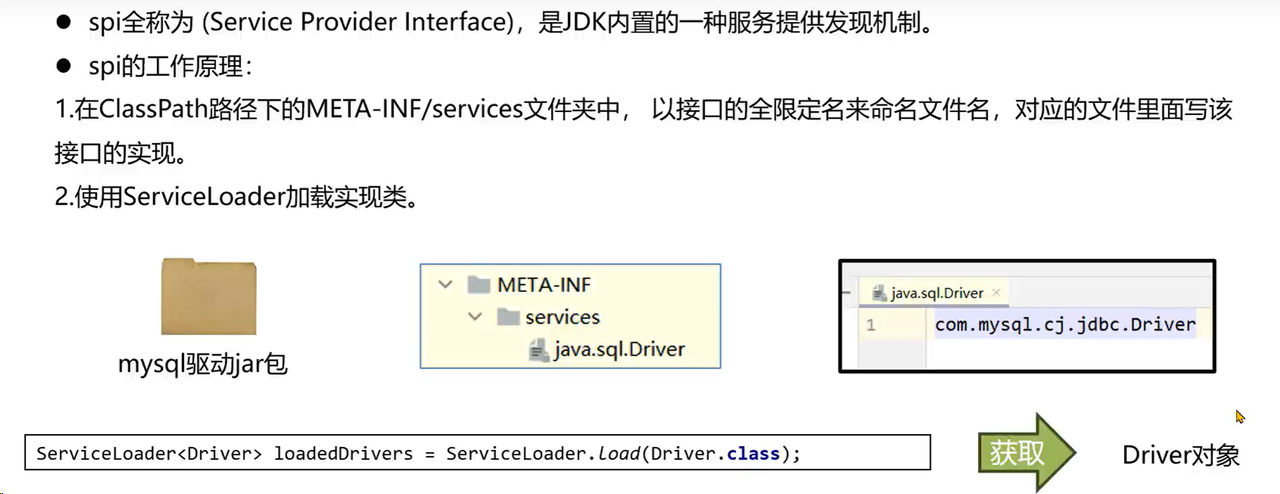 ● spi全称为 (Service Provider Interface)，是JDK内置的一种服务提供发现机制。
● spi的工作原理：
1.在ClassPath路径下的META-INF/services文件夹中， 以接口的全限定名来命名文件名，对应的文件里面写该
接口的实现。
2.使用ServiceLoader加载实现类。
mysql驱动jar包
META-INF
services
java.sql.Driver
java.sql.Driver ×
1 com.mysql.cj.jdbc.Driver
ServiceLoader<Driver> loadedDrivers = ServiceLoader.load(Driver.class);
获取
Driver对象